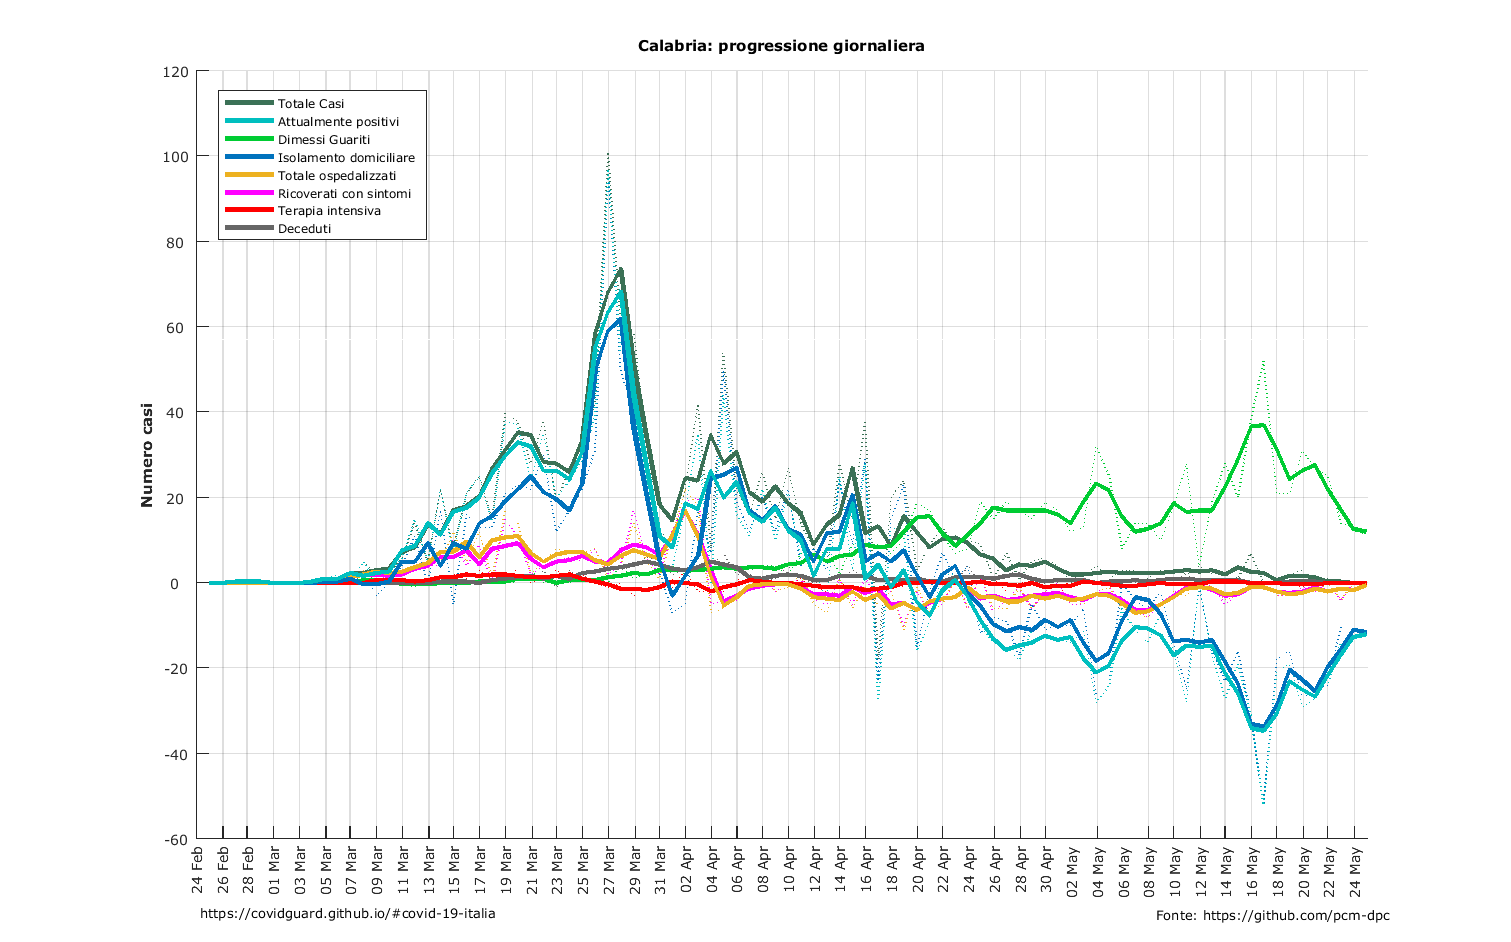 Calabria: progressione giornaliera
120
100
80
60
40
20
0
-20
-40
-60
Numero casi
Totale Casi
Attualmente positivi
Dimessi Guariti
Isolamento domiciliare
Totale ospedalizzati
Ricoverati con sintomi
Terapia intensiva
Deceduti
24 Feb
26 Feb
28 Feb
01 Mar
03 Mar
05 Mar
07 Mar
09 Mar
11 Mar
13 Mar
15 Mar
17 Mar
19 Mar
21 Mar
23 Mar
25 Mar
27 Mar
29 Mar
31 Mar
02 Apr
04 Apr
06 Apr
08 Apr
10 Apr
12 Apr
14 Apr
16 Apr
18 Apr
20 Apr
22 Apr
24 Apr
26 Apr
28 Apr
30 Apr
02 May
04 May
06 May
08 May
10 May
12 May
14 May
16 May
18 May
20 May
22 May
24 May
https://covidguard.github.io/#covid-19-italia
Fonte: https://github.com/pcm-dpc